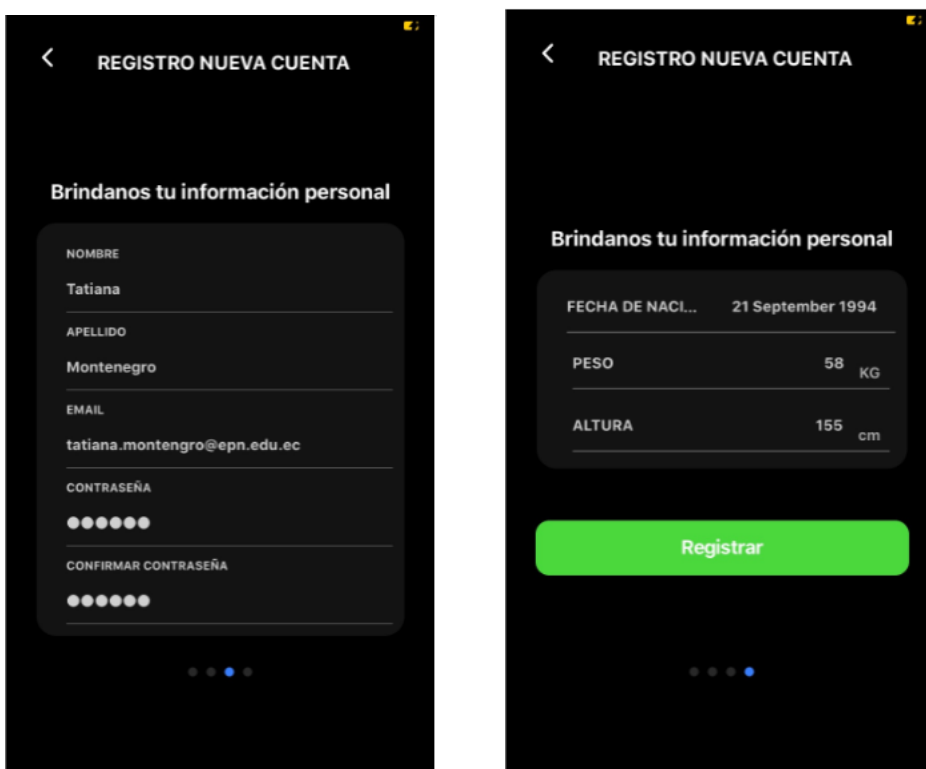 REGISTRO NUEVA CUENTA
Brindanos tu información personal
NOMBRE
Tatiana
APELLIDO
Montenegro
EMAIL
tatiana.montengro@epn.edu.ec
CONTRASEÑA
●●●●●●
CONFIRMAR CONTRASEÑA
●●●●●●
REGISTRO NUEVA CUENTA
Brindanos tu información personal
FECHA DE NACI... 21 September 1994
PESO 58 KG
ALTURA 155 cm
Registrar